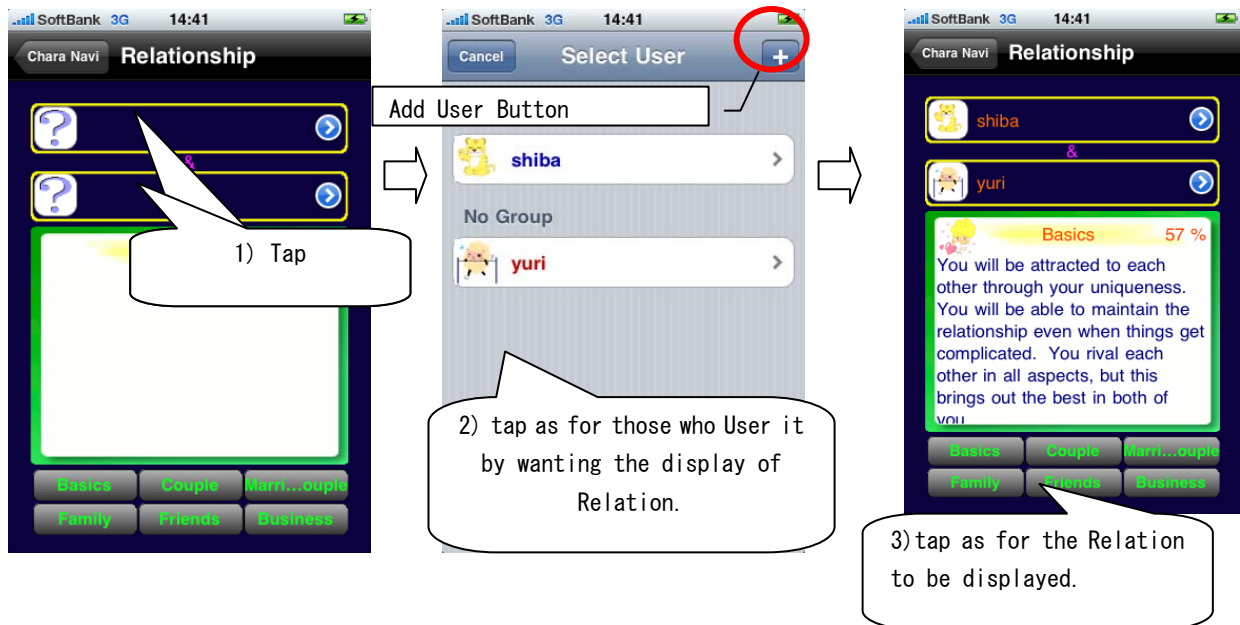 SoftBank 3G 14:41
Chara Navi Relationship
?
&
?
1) Tap
Basics Couple Marri...ouple
Family Friends Business
SoftBank 3G 14:41
Cancel Select User +
Add User Button
shiba
No Group
yuri
2) tap as for those who User it
by wanting the display of
Relation.
SoftBank 3G 14:41
Chara Navi Relationship
shiba
&
yuri
Basics 57 %
You will be attracted to each
other through your uniqueness.
You will be able to maintain the
relationship even when things get
complicated. You rival each
other in all aspects, but this
brings out the best in both of
you
Basics Couple Marri...ouple
Family Friends Business
3)tap as for the Relation
to be displayed.